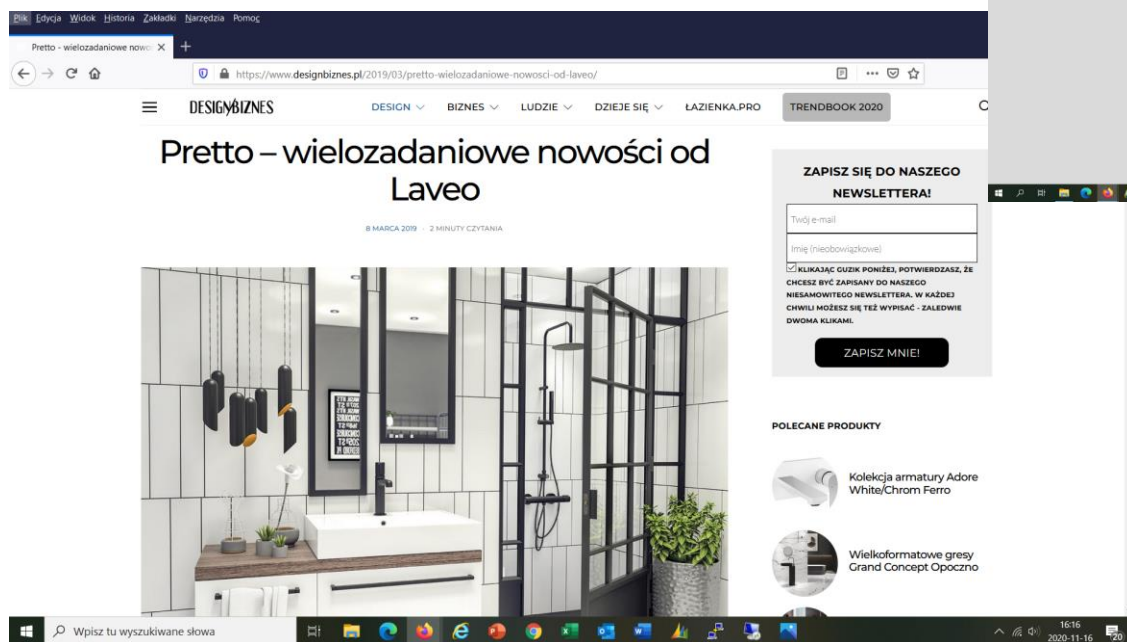 Plik Edycja Widok Historia Zakładki Narzędzia Pomoc
Pretto - wielozadaniowe nowo
https://www.designbiznes.pl/2019/03/pretto-wielozadaniowe-nowosci-od-laveo/
DESIGN/BIZNES DESIGN BIZNES LUDZIE DZIEJE SIĘ ŁAZIENKA.PRO TRENDBOOK 2020
Pretto – wielozadaniowe nowości od
Laveo
8 MARCA 2019 · 2 MINUTY CZYTANIA
ZAPISZ SIĘ DO NASZEGO
NEWSLETTERA!
Twój e-mail
Imię (nieobowiązkowe)
KLIKAJĄC GUZIK PONIŻEJ, POTWIERDZASZ, ŻE
CHCESZ BYĆ ZAPISANY DO NASZEGO
NIESAMOWITEGO NEWSLETTERA. W KAŻDEJ
CHWILI MOŻESZ SIĘ TEŻ WYPISAĆ - ZALEDWIE
DWOMA KLIKAMI.
ZAPISZ MNIE!
POLECANE PRODUKTY
Kolekcja armatury Adore
White/Chrom Ferro
Wielkoformatowe gresy
Grand Concept Opoczno
Wpisz tu wyszukiwane słowa
16:16
2020-11-16
20